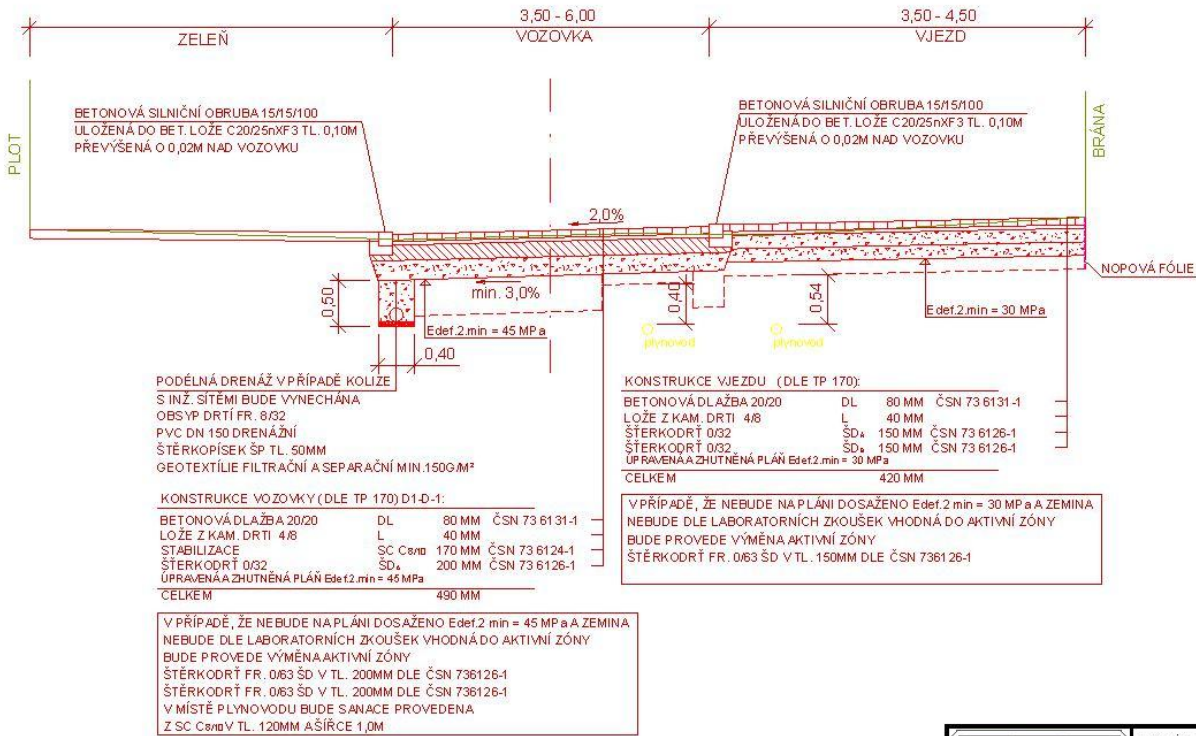 3,50 - 6,00
3,50 - 4,50
ZELEŇ
VOZOVKA
VJEZD
PLOT
BETONOVÁ SILNIČNÍ OBRUBA 15/15/100
ULOŽENÁ DO BET. LOŽE C20/25nXF3 TL. 0,10M
PŘEVÝŠENÁ O 0,02M NAD VOZOVKU
BETONOVÁ SILNIČNÍ OBRUBA 15/15/100
ULOŽENÁ DO BET. LOŽE C20/25nXF3 TL. 0,10M
PŘEVÝŠENÁ O 0,02M NAD VOZOVKU
BRÁNA
2,0%
NOPOVÁ FÓLIE
0,50
min. 3,0%
0,40
0,54
Edef.2.min = 45 MPa
Edef.2.min = 30 MPa
plynovod
plynovod
0,40
PODÉLNÁ DRENÁŽ V PŘÍPADĚ KOLIZE
S INŽ. SÍTĚMI BUDE VYNECHÁNA
OBSYP DRTÍ FR. 8/32
PVC DN 150 DRENÁŽNÍ
ŠTĚRKOPÍSEK ŠP TL. 50MM
GEOTEXTÍLIE FILTRAČNÍ A SEPARAČNÍ MIN.150G/M²
KONSTRUKCE VOZOVKY (DLE TP 170) D1-D-1:
BETONOVÁ DLAŽBA 20/20 DL 80 MM ČSN 73 6131-1
LOŽE Z KAM. DRTI 4/8 L 40 MM
STABILIZACE SC C8/10 170 MM ČSN 73 6124-1
ŠTĚRKODRŤ 0/32 ŠDA 200 MM ČSN 73 6126-1
ÚPRAVENÁ A ZHUTNĚNÁ PLÁŇ Edef.2.min = 45 MPa
CELKEM 490 MM
V PŘÍPADĚ, ŽE NEBUDE NA PLÁNI DOSAŽENO Edef.2 min = 45 MPa A ZEMINA
NEBUDE DLE LABORATORNÍCH ZKOUŠEK VHODNÁ DO AKTIVNÍ ZÓNY
BUDE PROVEDE VÝMĚNA AKTIVNÍ ZÓNY
ŠTĚRKODRŤ FR. 0/63 ŠD V TL. 200MM DLE ČSN 736126-1
ŠTĚRKODRŤ FR. 0/63 ŠD V TL. 200MM DLE ČSN 736126-1
V MÍSTĚ PLYNOVODU BUDE SANACE PROVEDENA
Z SC C8/10 V TL. 120MM A ŠÍŘCE 1,0M
KONSTRUKCE VJEZDU (DLE TP 170):
BETONOVÁ DLAŽBA 20/20 DL 80 MM ČSN 73 6131-1
LOŽE Z KAM. DRTI 4/8 L 40 MM
ŠTĚRKODRŤ 0/32 ŠDA 150 MM ČSN 73 6126-1
ŠTĚRKODRŤ 0/32 150 MM ČSN 73 6126-1
ÚPRAVENÁ A ZHUTNĚNÁ PLÁŇ Edef.2.min = 30 MPa
CELKEM 420 MM
V PŘÍPADĚ, ŽE NEBUDE NA PLÁNI DOSAŽENO Edef.2 min = 30 MPa A ZEMINA
NEBUDE DLE LABORATORNÍCH ZKOUŠEK VHODNÁ DO AKTIVNÍ ZÓNY
BUDE PROVEDE VÝMĚNA AKTIVNÍ ZÓNY
ŠTĚRKODRŤ FR. 0/63 ŠD V TL. 150MM DLE ČSN 736126-1